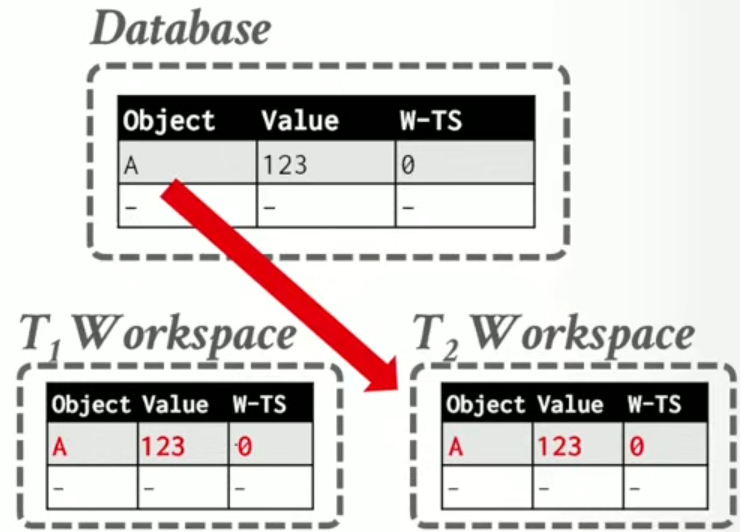 Database
Object Value W-TS
A 123 0
- - -
T1 Workspace
Object Value W-TS
A 123 0
- - -
T2 Workspace
Object Value W-TS
A 123 0
- - -